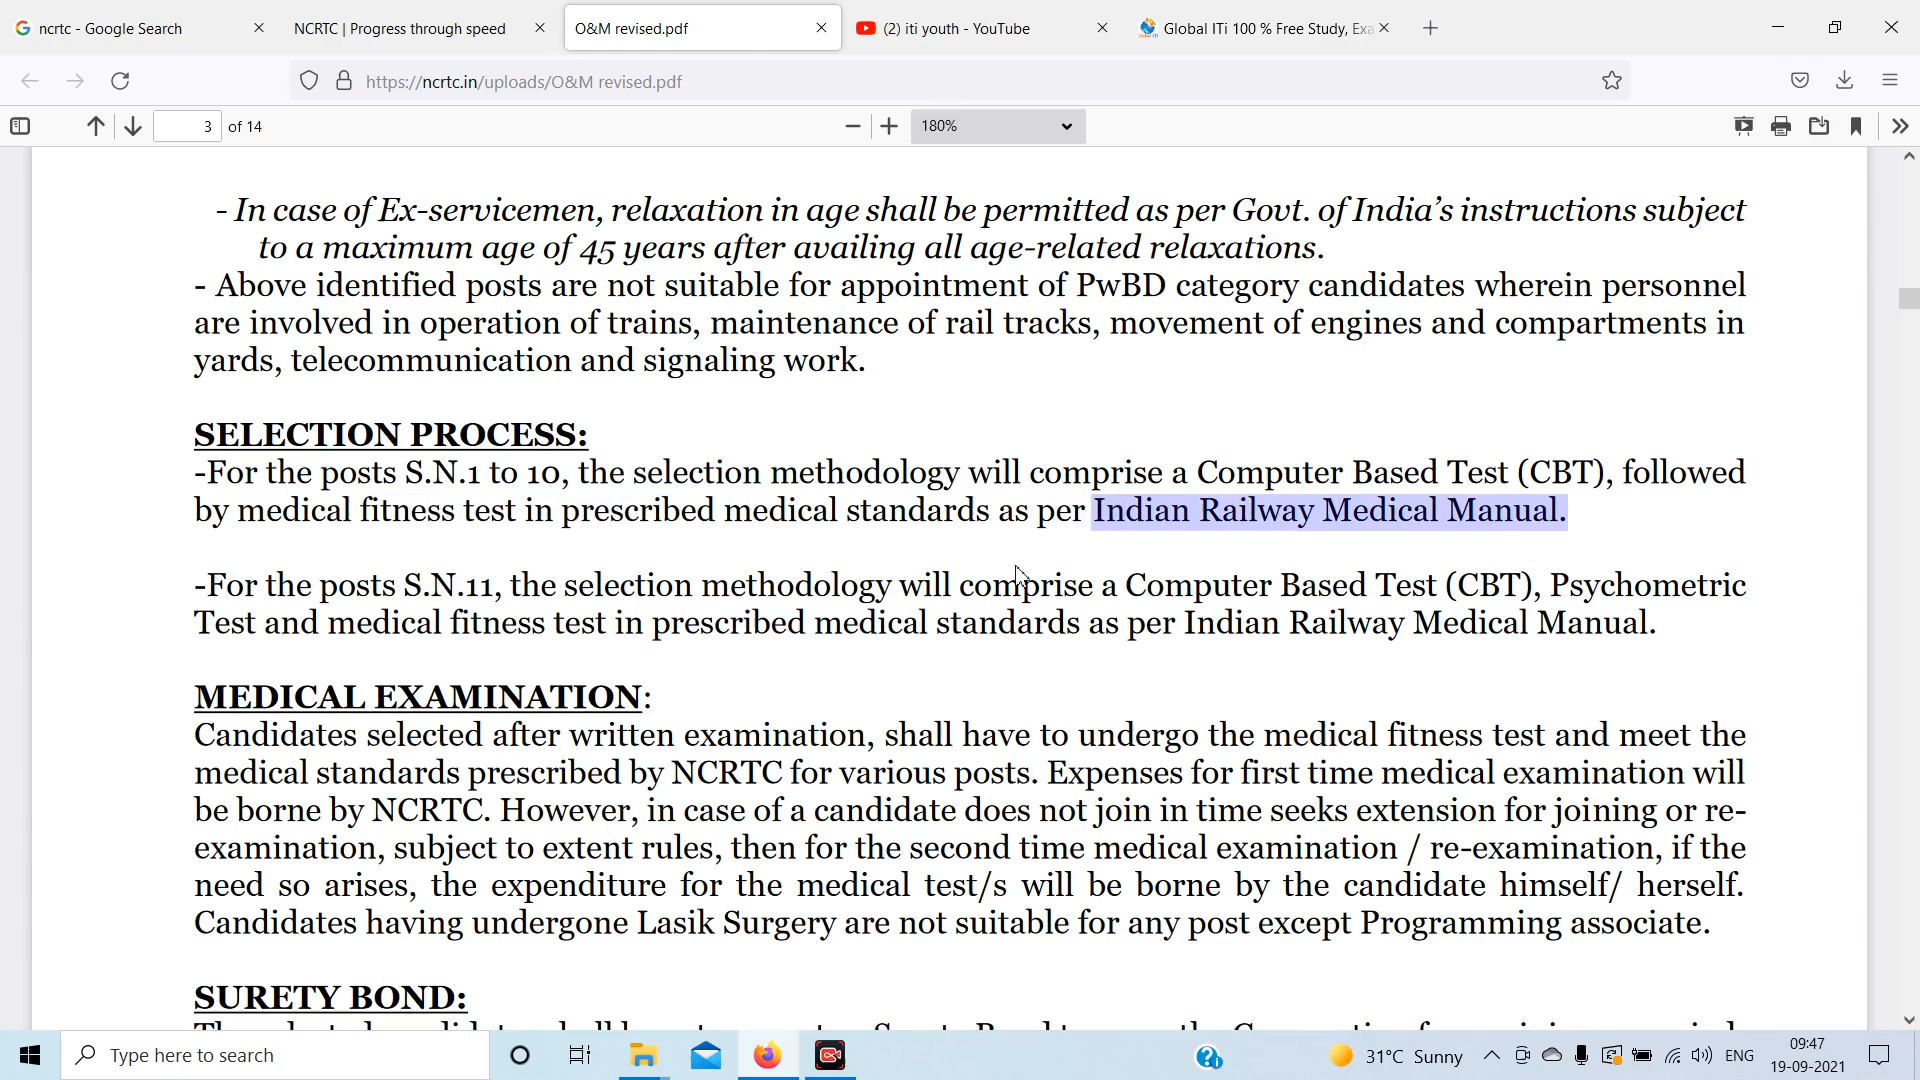 ncrtc - Google Search
NCRTC | Progress through speed
O&M revised.pdf
(2) iti youth - YouTube
Global ITi 100 % Free Study, Exa
https://ncrtc.in/uploads/O&M revised.pdf
3 of 14
180%
- In case of Ex-servicemen, relaxation in age shall be permitted as per Govt. of India's instructions subject
to a maximum age of 45 years after availing all age-related relaxations.
- Above identified posts are not suitable for appointment of PwBD category candidates wherein personnel
are involved in operation of trains, maintenance of rail tracks, movement of engines and compartments in
yards, telecommunication and signaling work.
SELECTION PROCESS:
-For the posts S.N.1 to 10, the selection methodology will comprise a Computer Based Test (CBT), followed
by medical fitness test in prescribed medical standards as per Indian Railway Medical Manual.
-For the posts S.N.11, the selection methodology will comprise a Computer Based Test (CBT), Psychometric
Test and medical fitness test in prescribed medical standards as per Indian Railway Medical Manual.
MEDICAL EXAMINATION:
Candidates selected after written examination, shall have to undergo the medical fitness test and meet the
medical standards prescribed by NCRTC for various posts. Expenses for first time medical examination will
be borne by NCRTC. However, in case of a candidate does not join in time seeks extension for joining or re-
examination, subject to extent rules, then for the second time medical examination / re-examination, if the
need so arises, the expenditure for the medical test/s will be borne by the candidate himself/ herself.
Candidates having undergone Lasik Surgery are not suitable for any post except Programming associate.
SURETY BOND:
Type here to search
31°C Sunny
ENG
09:47
19-09-2021